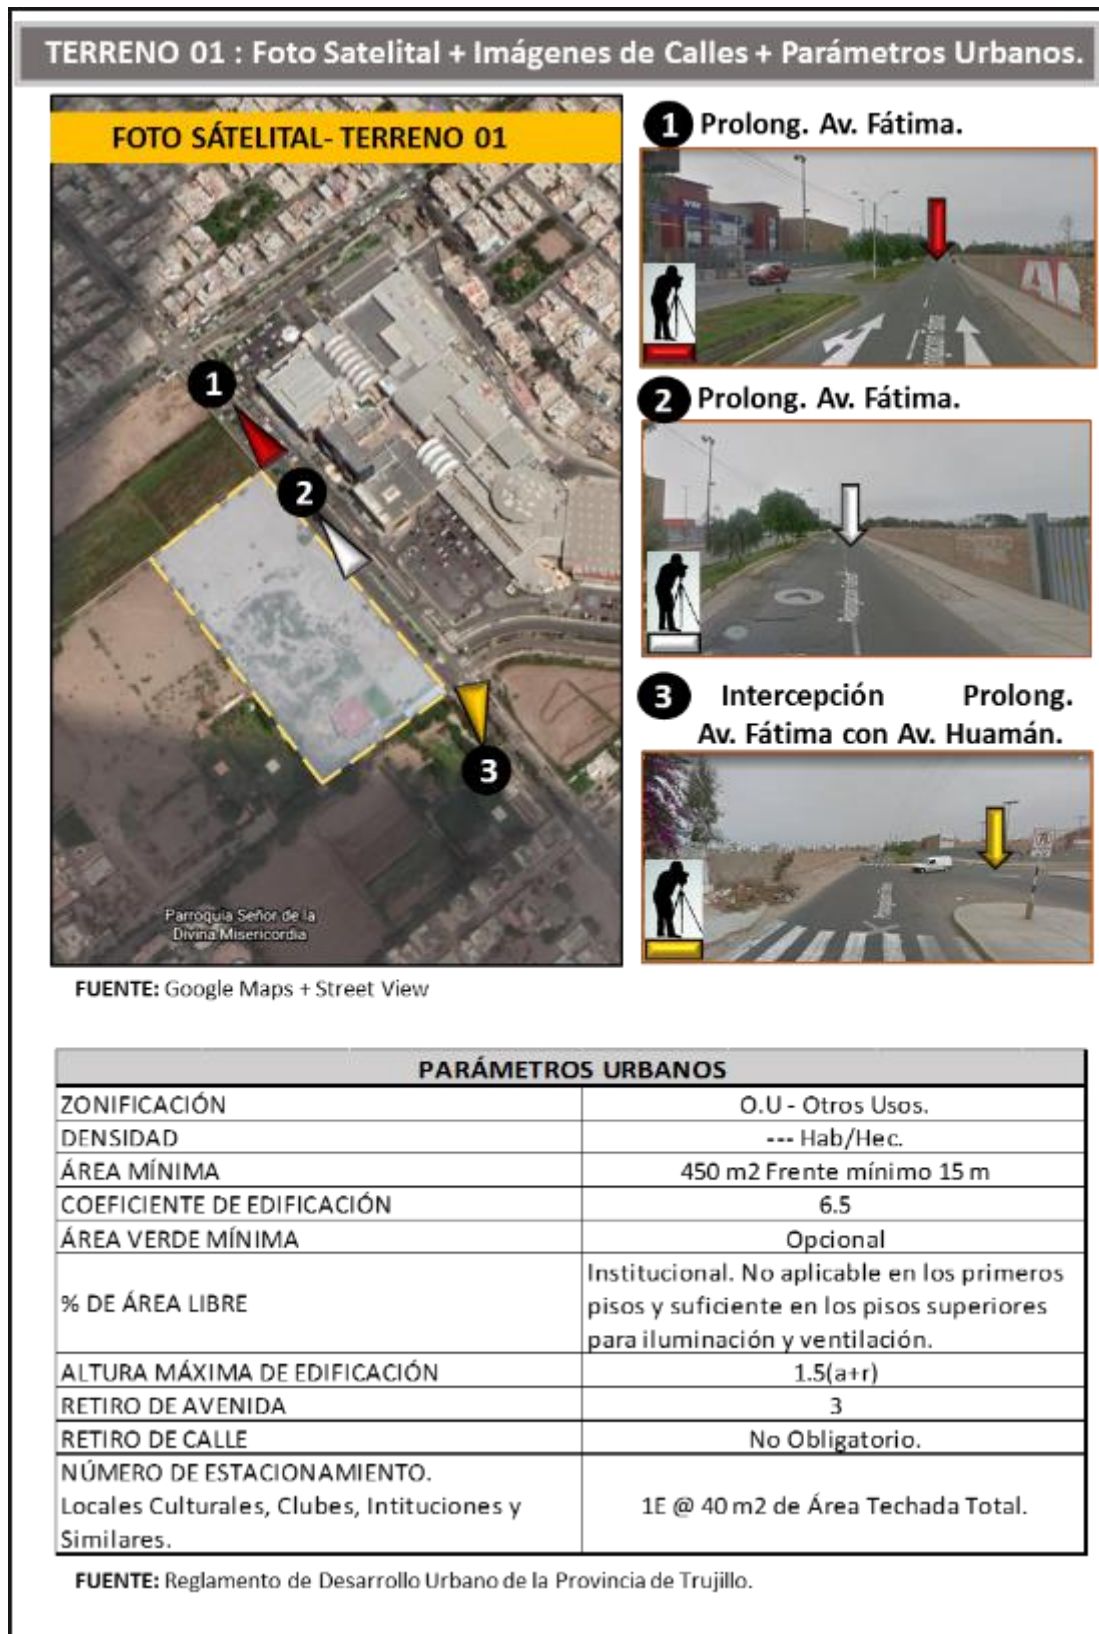 TERRENO 01 : Foto Satelital + Imágenes de Calles + Parámetros Urbanos.
FOTO SÁTELITAL- TERRENO 01
1
2
3
Parroquia Señor de la
Divina Misericordia
FUENTE: Google Maps + Street View
1 Prolong. Av. Fátima.
2 Prolong. Av. Fátima.
3 Intercepción Prolong.
Av. Fátima con Av. Huamán.
PARÁMETROS URBANOS
ZONIFICACIÓN O.U - Otros Usos.
DENSIDAD --- Hab/Hec.
ÁREA MÍNIMA 450 m2 Frente mínimo 15 m
COEFICIENTE DE EDIFICACIÓN 6.5
ÁREA VERDE MÍNIMA Opcional
% DE ÁREA LIBRE
Institucional. No aplicable en los primeros
pisos y suficiente en los pisos superiores
para iluminación y ventilación.
ALTURA MÁXIMA DE EDIFICACIÓN 1.5(a+r)
RETIRO DE AVENIDA 3
RETIRO DE CALLE No Obligatorio.
NÚMERO DE ESTACIONAMIENTO.
Locales Culturales, Clubes, Intituciones y
Similares.
1E @ 40 m2 de Área Techada Total.
FUENTE: Reglamento de Desarrollo Urbano de la Provincia de Trujillo.